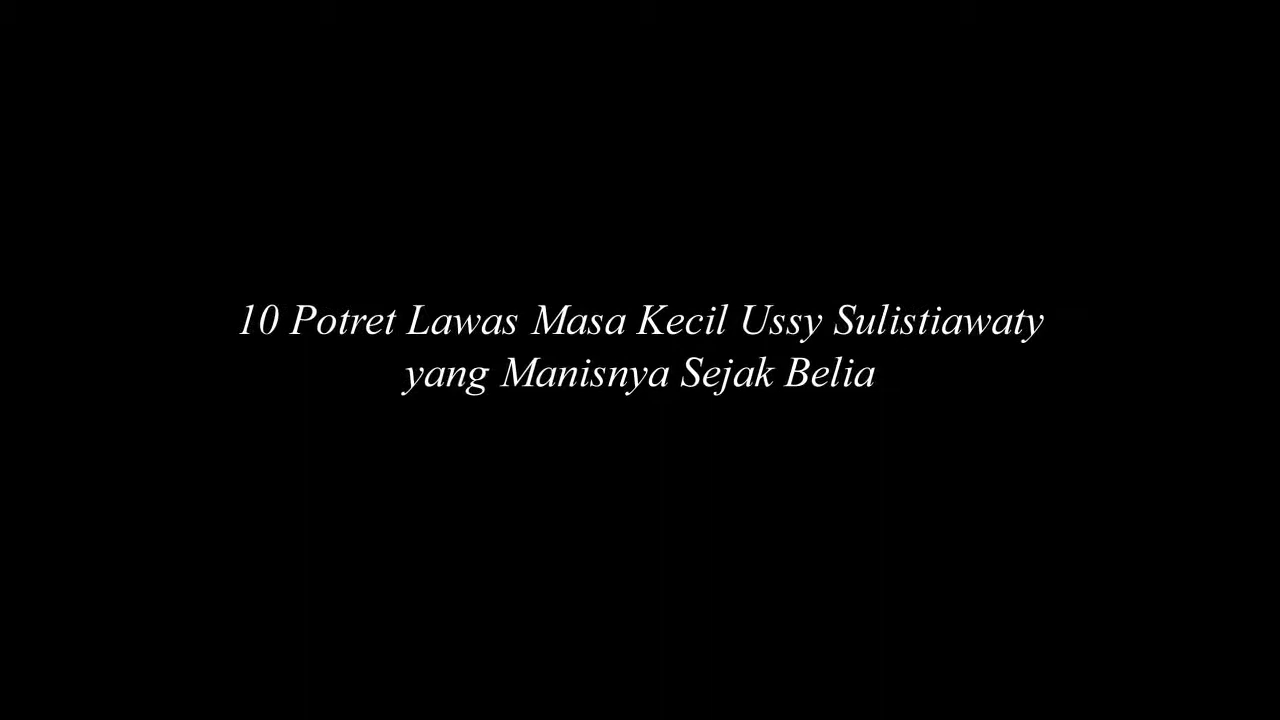 10 Potret Lawas Masa Kecil Ussy Sulistiawaty
yang Manisnya Sejak Belia